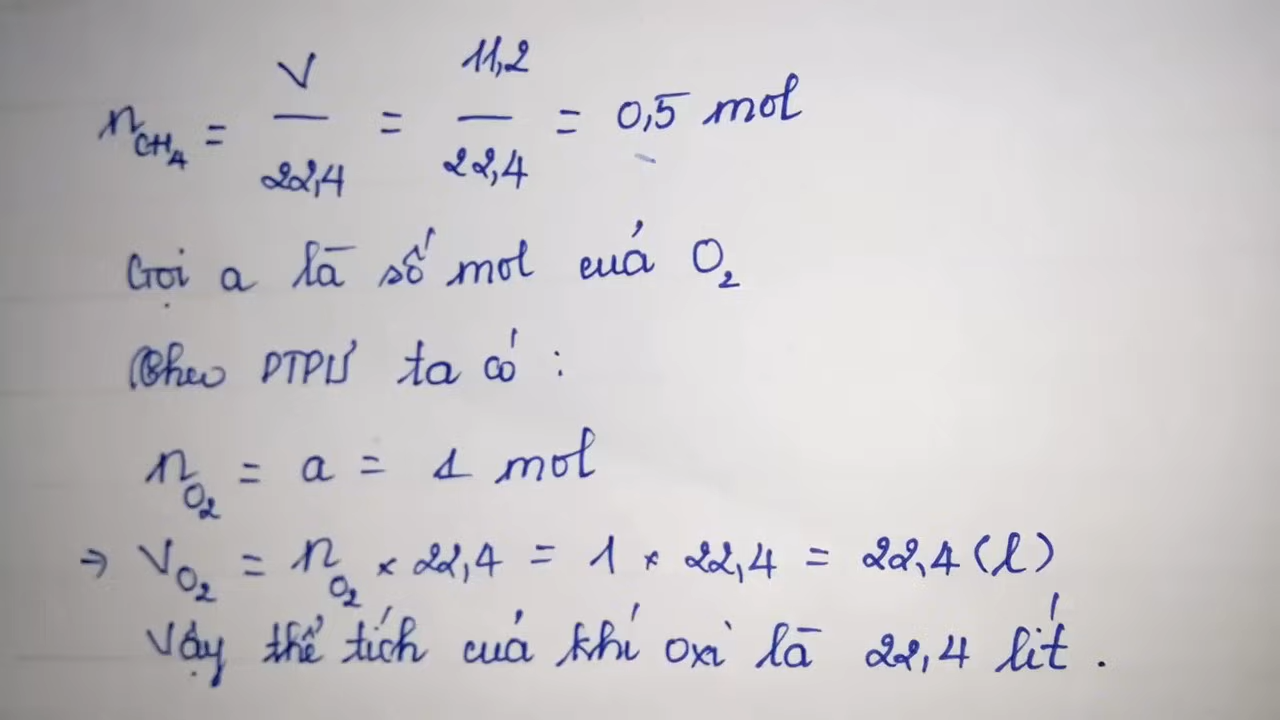 n_CH₄ = V/22,4 = 11,2/22,4 = 0,5 mol
Gọi a là số mol của O₂
Theo PTPƯ ta có :
n_O₂ = a = 1 mol
→ V_O₂ = n_O₂ × 22,4 = 1 × 22,4 = 22,4 (l)
Vậy thể tích của khí oxi là 22,4 lít .